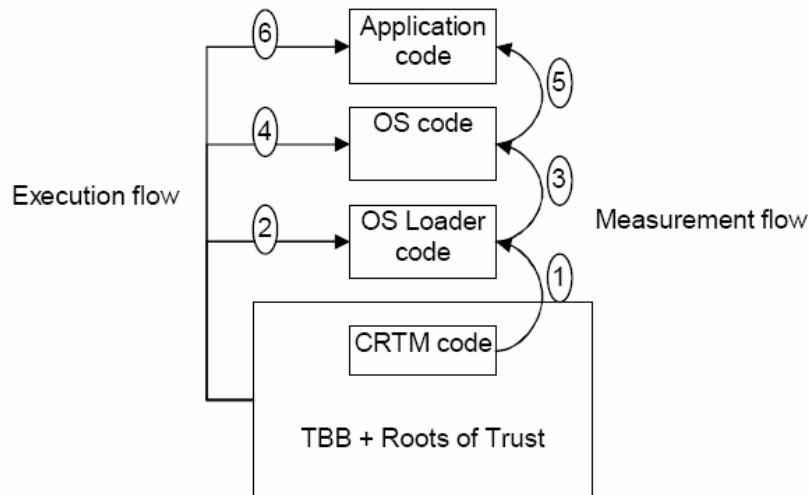 6
Application
code
5
4
OS code
Execution flow
3
2
OS Loader
code
Measurement flow
1
CRTM code
TBB + Roots of Trust